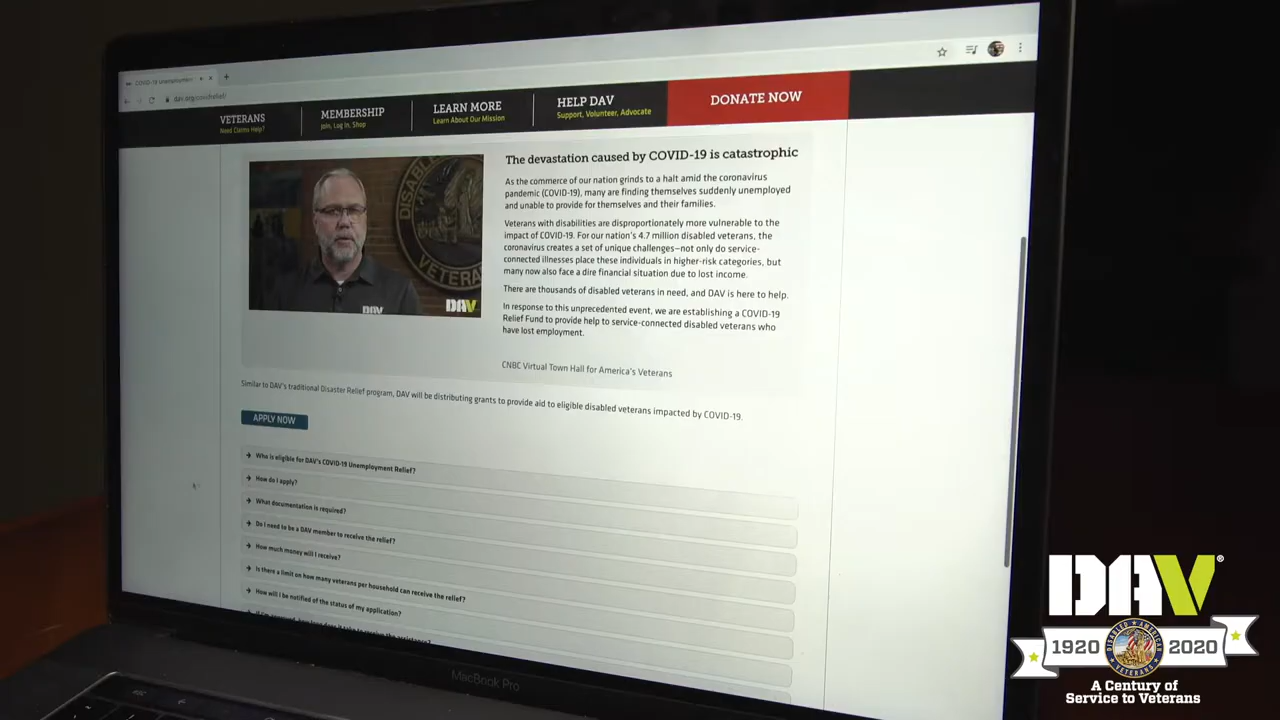 COVID-19 Unemployment
dav.org/covidrelief/
VETERANS
Need Claims Help?
MEMBERSHIP
Join, Log In, Shop
LEARN MORE
Learn About Our Mission
HELP DAV
Support, Volunteer, Advocate
DONATE NOW
DISABLED
VETERA
DAV
DAV
The devastation caused by COVID-19 is catastrophic
As the commerce of our nation grinds to a halt amid the coronavirus
pandemic (COVID-19), many are finding themselves suddenly unemployed
and unable to provide for themselves and their families.
Veterans with disabilities are disproportionately more vulnerable to the
impact of COVID-19. For our nation's 4.7 million disabled veterans, the
coronavirus creates a set of unique challenges—not only do service-
connected illnesses place these individuals in higher-risk categories, but
many now also face a dire financial situation due to lost income.
There are thousands of disabled veterans in need, and DAV is here to help.
In response to this unprecedented event, we are establishing a COVID-19
Relief Fund to provide help to service-connected disabled veterans who
have lost employment.
CNBC Virtual Town Hall for America's Veterans
Similar to DAV's traditional Disaster Relief program, DAV will be distributing grants to provide aid to eligible disabled veterans impacted by COVID-19.
APPLY NOW
Who is eligible for DAV's COVID-19 Unemployment Relief?
How do I apply?
What documentation is required?
Do I need to be a DAV member to receive the relief?
How much money will I receive?
Is there a limit on how many veterans per household can receive the relief?
How will I be notified of the status of my application?
MacBook Pro
DAV®
1920 2020
DISABLED AMERICAN
VETERANS
A Century of
Service to Veterans